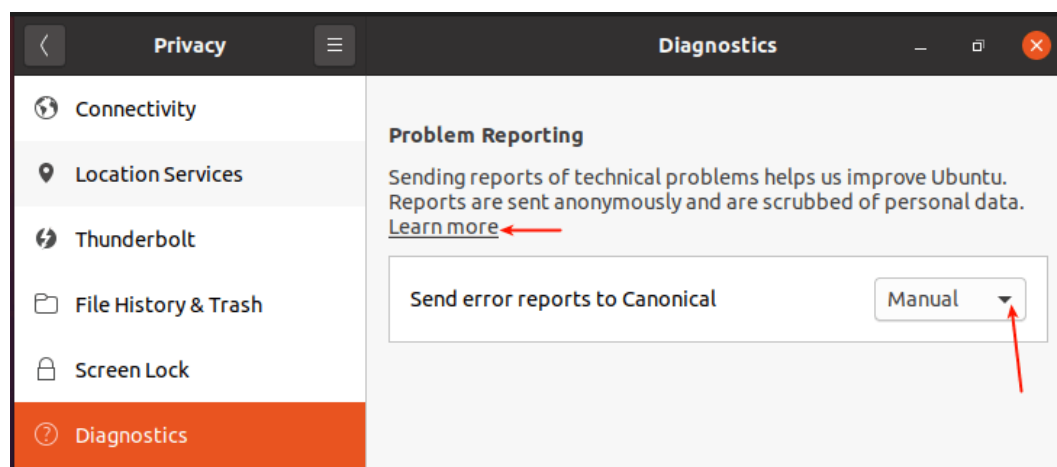 Privacy
Diagnostics
Connectivity
Location Services
Thunderbolt
File History & Trash
Screen Lock
Diagnostics
Problem Reporting
Sending reports of technical problems helps us improve Ubuntu.
Reports are sent anonymously and are scrubbed of personal data.
Learn more
Send error reports to Canonical
Manual